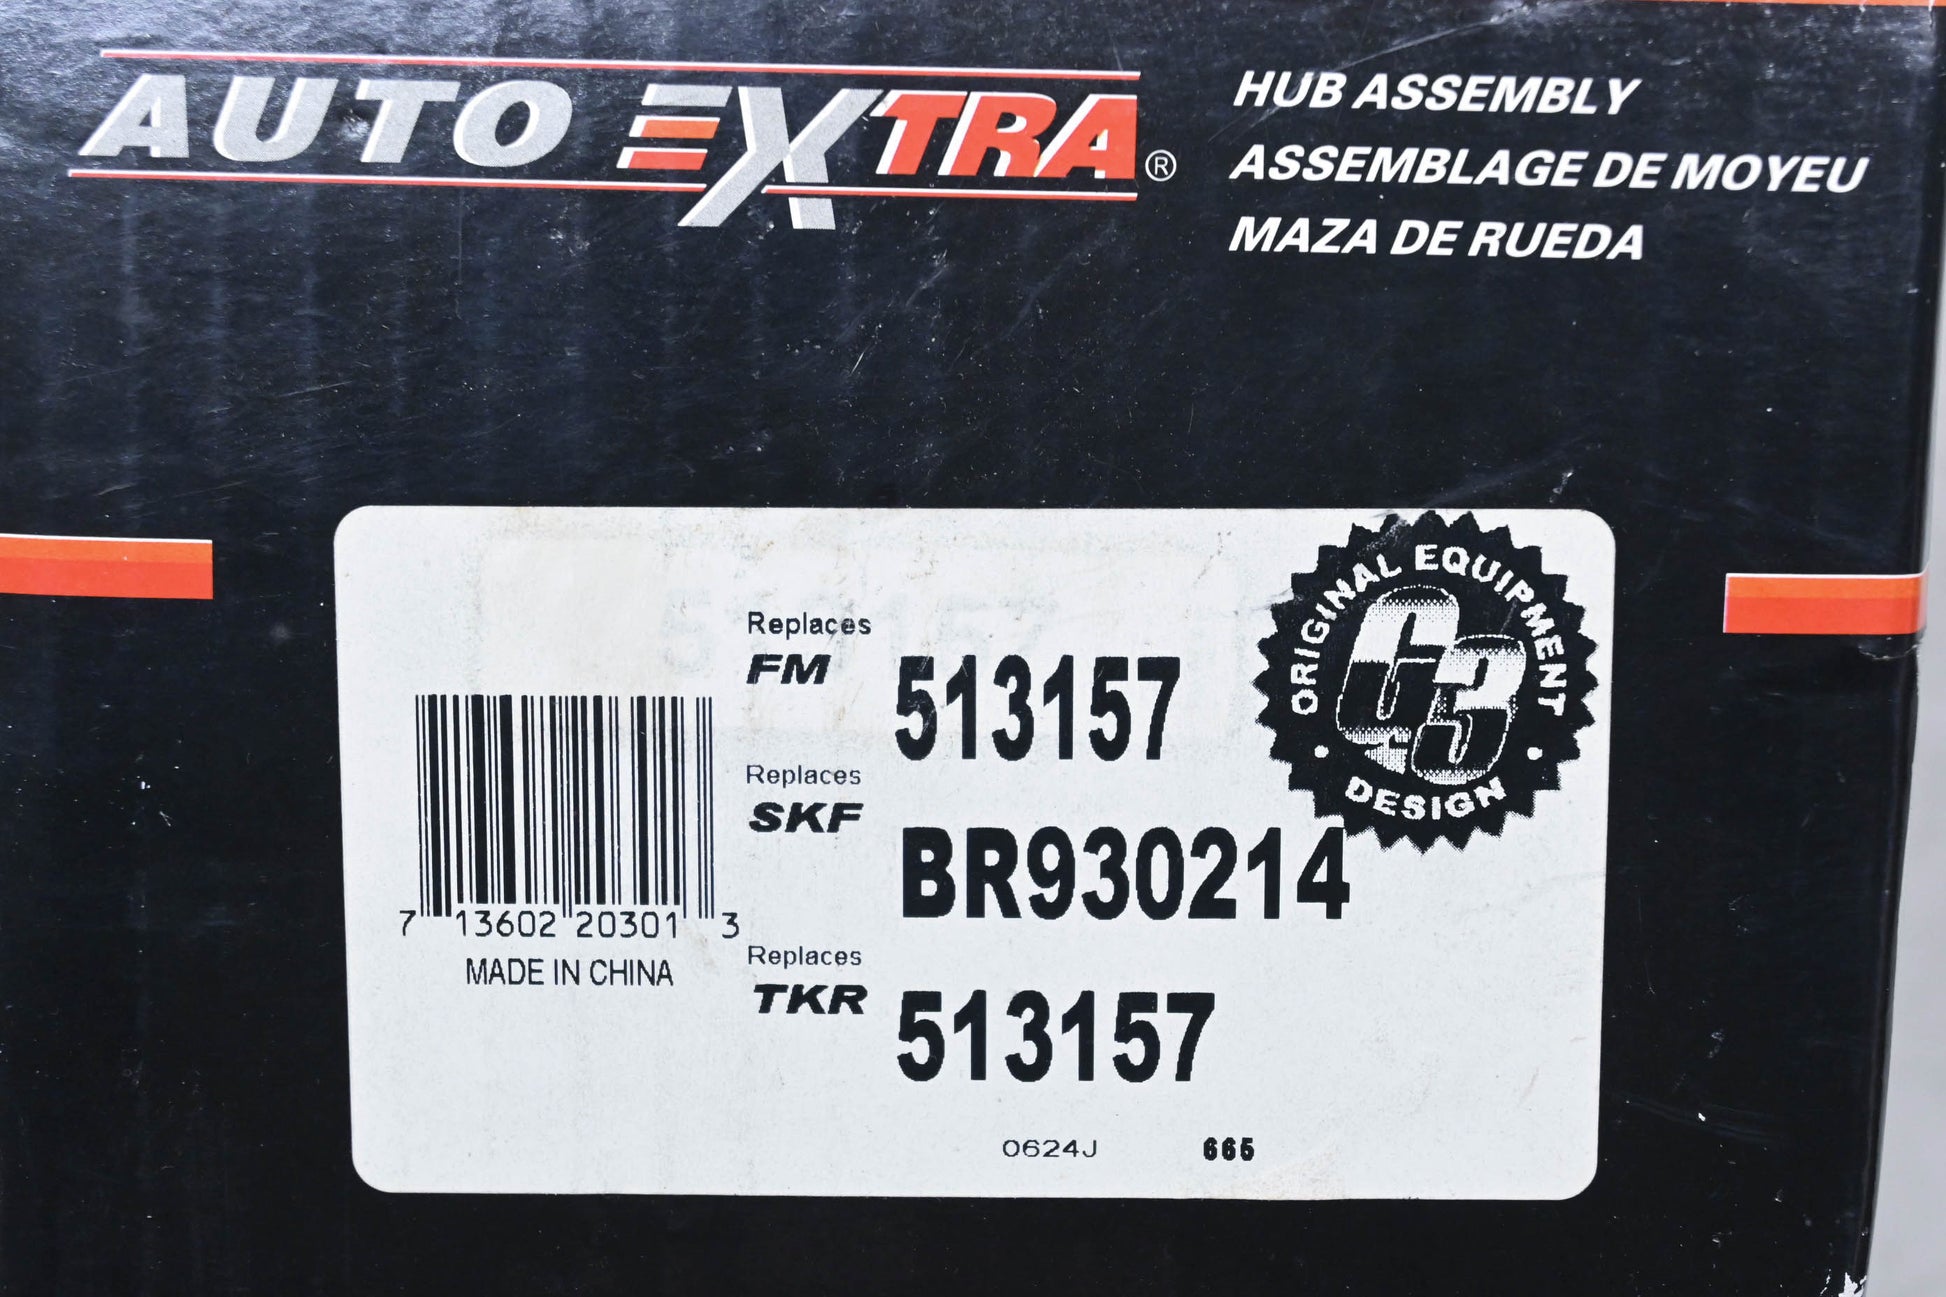 AUTO EXTRA®
HUB ASSEMBLY
ASSEMBLAGE DE MOYEU
MAZA DE RUEDA
Replaces
FM 513157
Replaces
SKF BR930214
Replaces
TKR 513157
ORIGINAL EQUIPMENT
G3
DESIGN
7 13602 20301 3
MADE IN CHINA
0624J 665